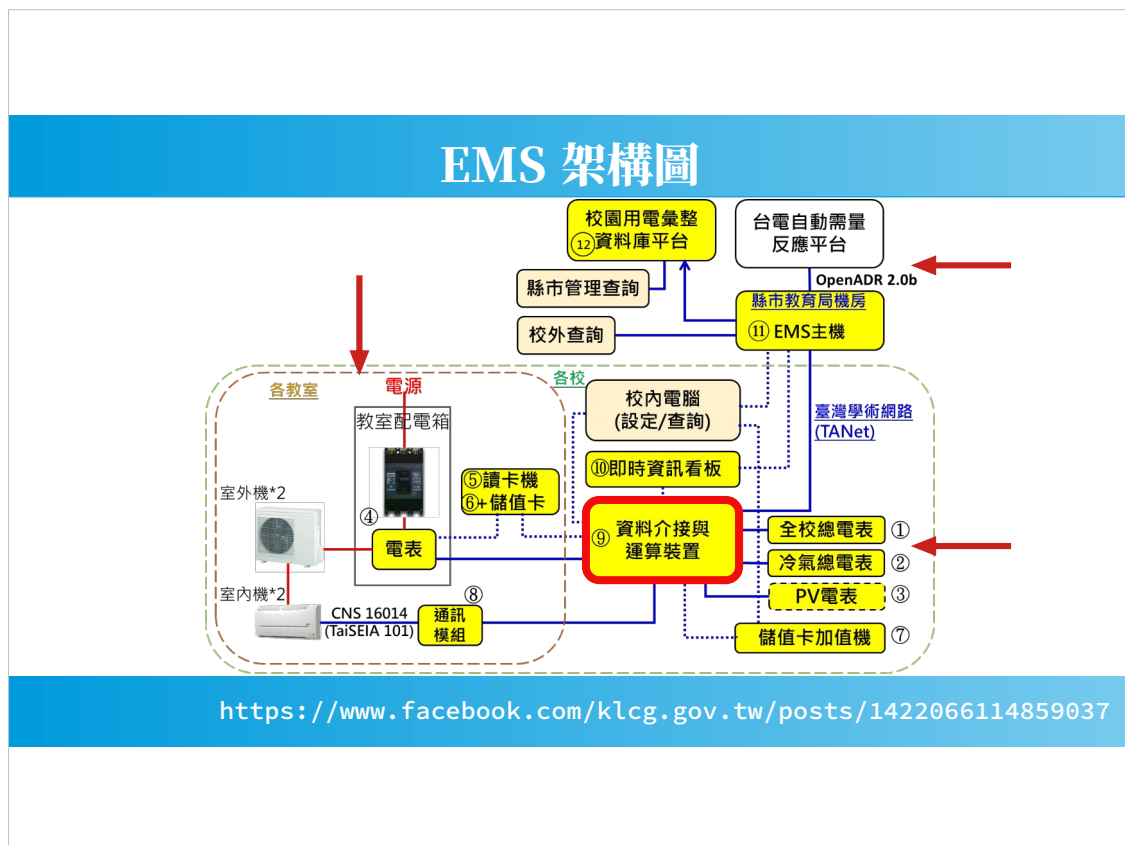 EMS 架構圖
校園用電彙整
⑫資料庫平台
台電自動需量
反應平台
OpenADR 2.0b
縣市管理查詢
縣市教育局機房
⑪ EMS主機
校外查詢
各教室
電源
各校
校內電腦
(設定/查詢)
臺灣學術網路
(TANet)
教室配電箱
⑩即時資訊看板
⑤讀卡機
⑥+儲值卡
室外機*2
④
電表
⑨ 資料介接與
運算裝置
全校總電表 ①
冷氣總電表 ②
PV電表 ③
室內機*2
CNS 16014
(TaiSEIA 101)
⑧
通訊
模組
儲值卡加值機 ⑦
https://www.facebook.com/klcg.gov.tw/posts/1422066114859037